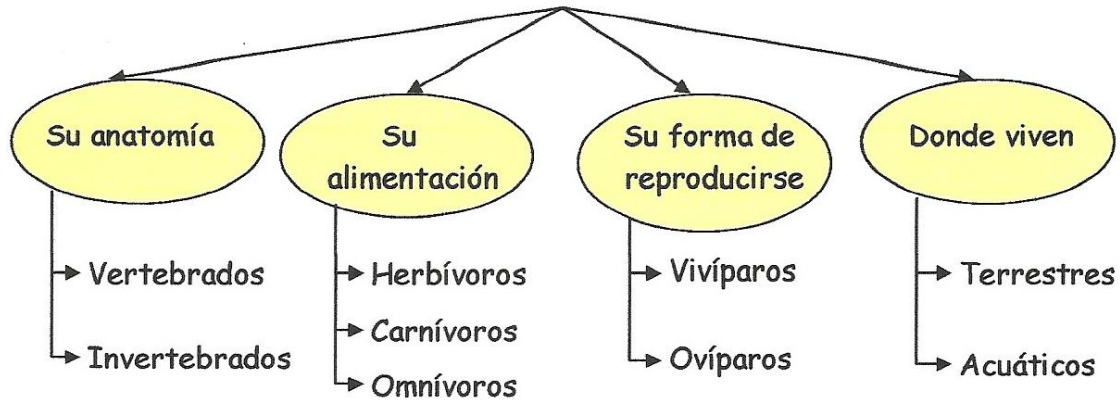 Su anatomía
Vertebrados
Invertebrados
Su
alimentación
Herbívoros
Carnívoros
Omnívoros
Su forma de
reproducirse
Vivíparos
Ovíparos
Donde viven
Terrestres
Acuáticos